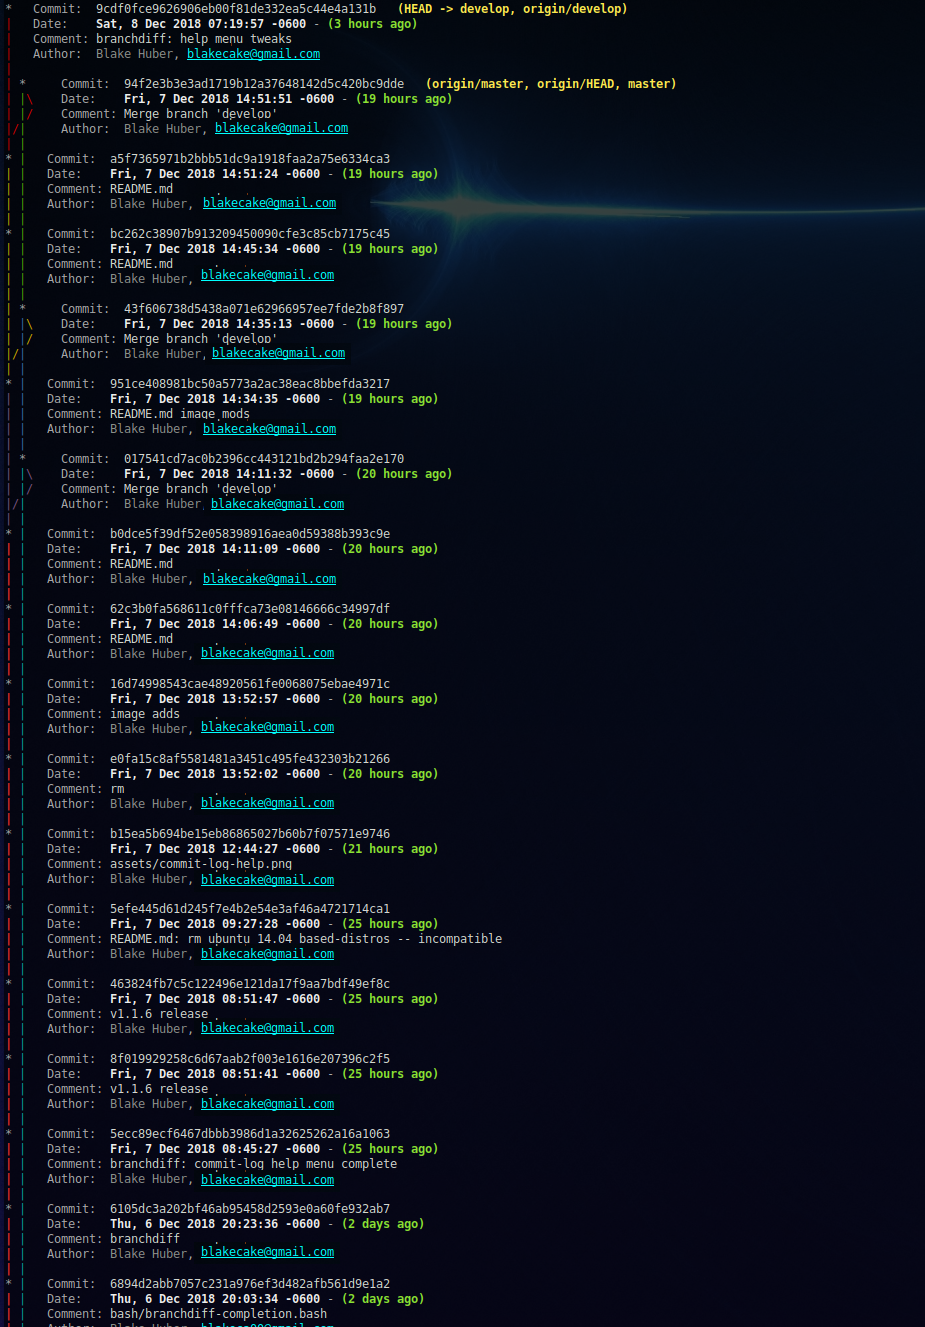 * Commit: 9cdf0fce9626906eb00f81de332ea5c44e4a131b (HEAD -> develop, origin/develop)
| Date: Sat, 8 Dec 2018 07:19:57 -0600 - (3 hours ago)
| Comment: branchdiff: help menu tweaks
| Author: Blake Huber, blakecake@gmail.com
|
| * Commit: 94f2e3b3e3ad1719b12a37648142d5c420bc9dde (origin/master, origin/HEAD, master)
| |\ Date: Fri, 7 Dec 2018 14:51:51 -0600 - (19 hours ago)
| |/ Comment: Merge branch 'develop'
|/| Author: Blake Huber, blakecake@gmail.com
| |
* | Commit: a5f7365971b2bbb51dc9a1918faa2a75e6334ca3
| | Date: Fri, 7 Dec 2018 14:51:24 -0600 - (19 hours ago)
| | Comment: README.md
| | Author: Blake Huber, blakecake@gmail.com
| |
* | Commit: bc262c38907b913209450090cfe3c85cb7175c45
| | Date: Fri, 7 Dec 2018 14:45:34 -0600 - (19 hours ago)
| | Comment: README.md
| | Author: Blake Huber, blakecake@gmail.com
| |
| * Commit: 43f606738d5438a071e62966957ee7fde2b8f897
| |\ Date: Fri, 7 Dec 2018 14:35:13 -0600 - (19 hours ago)
| |/ Comment: Merge branch 'develop'
|/| Author: Blake Huber, blakecake@gmail.com
| |
* | Commit: 951ce408981bc50a5773a2ac38eac8bbefda3217
| | Date: Fri, 7 Dec 2018 14:34:35 -0600 - (19 hours ago)
| | Comment: README.md image mods
| | Author: Blake Huber, blakecake@gmail.com
| |
| * Commit: 017541cd7ac0b2396cc443121bd2b294faa2e170
| |\ Date: Fri, 7 Dec 2018 14:11:32 -0600 - (20 hours ago)
| |/ Comment: Merge branch 'develop'
|/| Author: Blake Huber blakecake@gmail.com
| |
* | Commit: b0dce5f39df52e058398916aea0d59388b393c9e
| | Date: Fri, 7 Dec 2018 14:11:09 -0600 - (20 hours ago)
| | Comment: README.md
| | Author: Blake Huber, blakecake@gmail.com
| |
* | Commit: 62c3b0fa568611c0fffca73e08146666c34997df
| | Date: Fri, 7 Dec 2018 14:06:49 -0600 - (20 hours ago)
| | Comment: README.md
| | Author: Blake Huber, blakecake@gmail.com
| |
* | Commit: 16d74998543cae48920561fe0068075ebae4971c
| | Date: Fri, 7 Dec 2018 13:52:57 -0600 - (20 hours ago)
| | Comment: image adds
| | Author: Blake Huber, blakecake@gmail.com
| |
* | Commit: e0fa15c8af5581481a3451c495fe432303b21266
| | Date: Fri, 7 Dec 2018 13:52:02 -0600 - (20 hours ago)
| | Comment: rm
| | Author: Blake Huber, blakecake@gmail.com
| |
* | Commit: b15ea5b694be15eb86865027b60b7f07571e9746
| | Date: Fri, 7 Dec 2018 12:44:27 -0600 - (21 hours ago)
| | Comment: assets/commit-log-help.png
| | Author: Blake Huber, blakecake@gmail.com
| |
* | Commit: 5efe445d61d245f7e4b2e54e3af46a4721714ca1
| | Date: Fri, 7 Dec 2018 09:27:28 -0600 - (25 hours ago)
| | Comment: README.md: rm ubuntu 14.04 based-distros -- incompatible
| | Author: Blake Huber, blakecake@gmail.com
| |
* | Commit: 463824fb7c5c122496e121da17f9aa7bdf49ef8c
| | Date: Fri, 7 Dec 2018 08:51:47 -0600 - (25 hours ago)
| | Comment: v1.1.6 release
| | Author: Blake Huber, blakecake@gmail.com
| |
* | Commit: 8f019929258c6d67aab2f003e1616e207396c2f5
| | Date: Fri, 7 Dec 2018 08:51:41 -0600 - (25 hours ago)
| | Comment: v1.1.6 release
| | Author: Blake Huber, blakecake@gmail.com
| |
* | Commit: 5ecc89ecf6467dbbb3986d1a32625262a16a1063
| | Date: Fri, 7 Dec 2018 08:45:27 -0600 - (25 hours ago)
| | Comment: branchdiff: commit-log help menu complete
| | Author: Blake Huber, blakecake@gmail.com
| |
* | Commit: 6105dc3a202bf46ab95458d2593e0a60fe932ab7
| | Date: Thu, 6 Dec 2018 20:23:36 -0600 - (2 days ago)
| | Comment: branchdiff
| | Author: Blake Huber, blakecake@gmail.com
| |
* | Commit: 6894d2abb7057c231a976ef3d482afb561d9e1a2
| | Date: Thu, 6 Dec 2018 20:03:34 -0600 - (2 days ago)
| | Comment: bash/branchdiff-completion.bash
| | Author: Blake Huber,